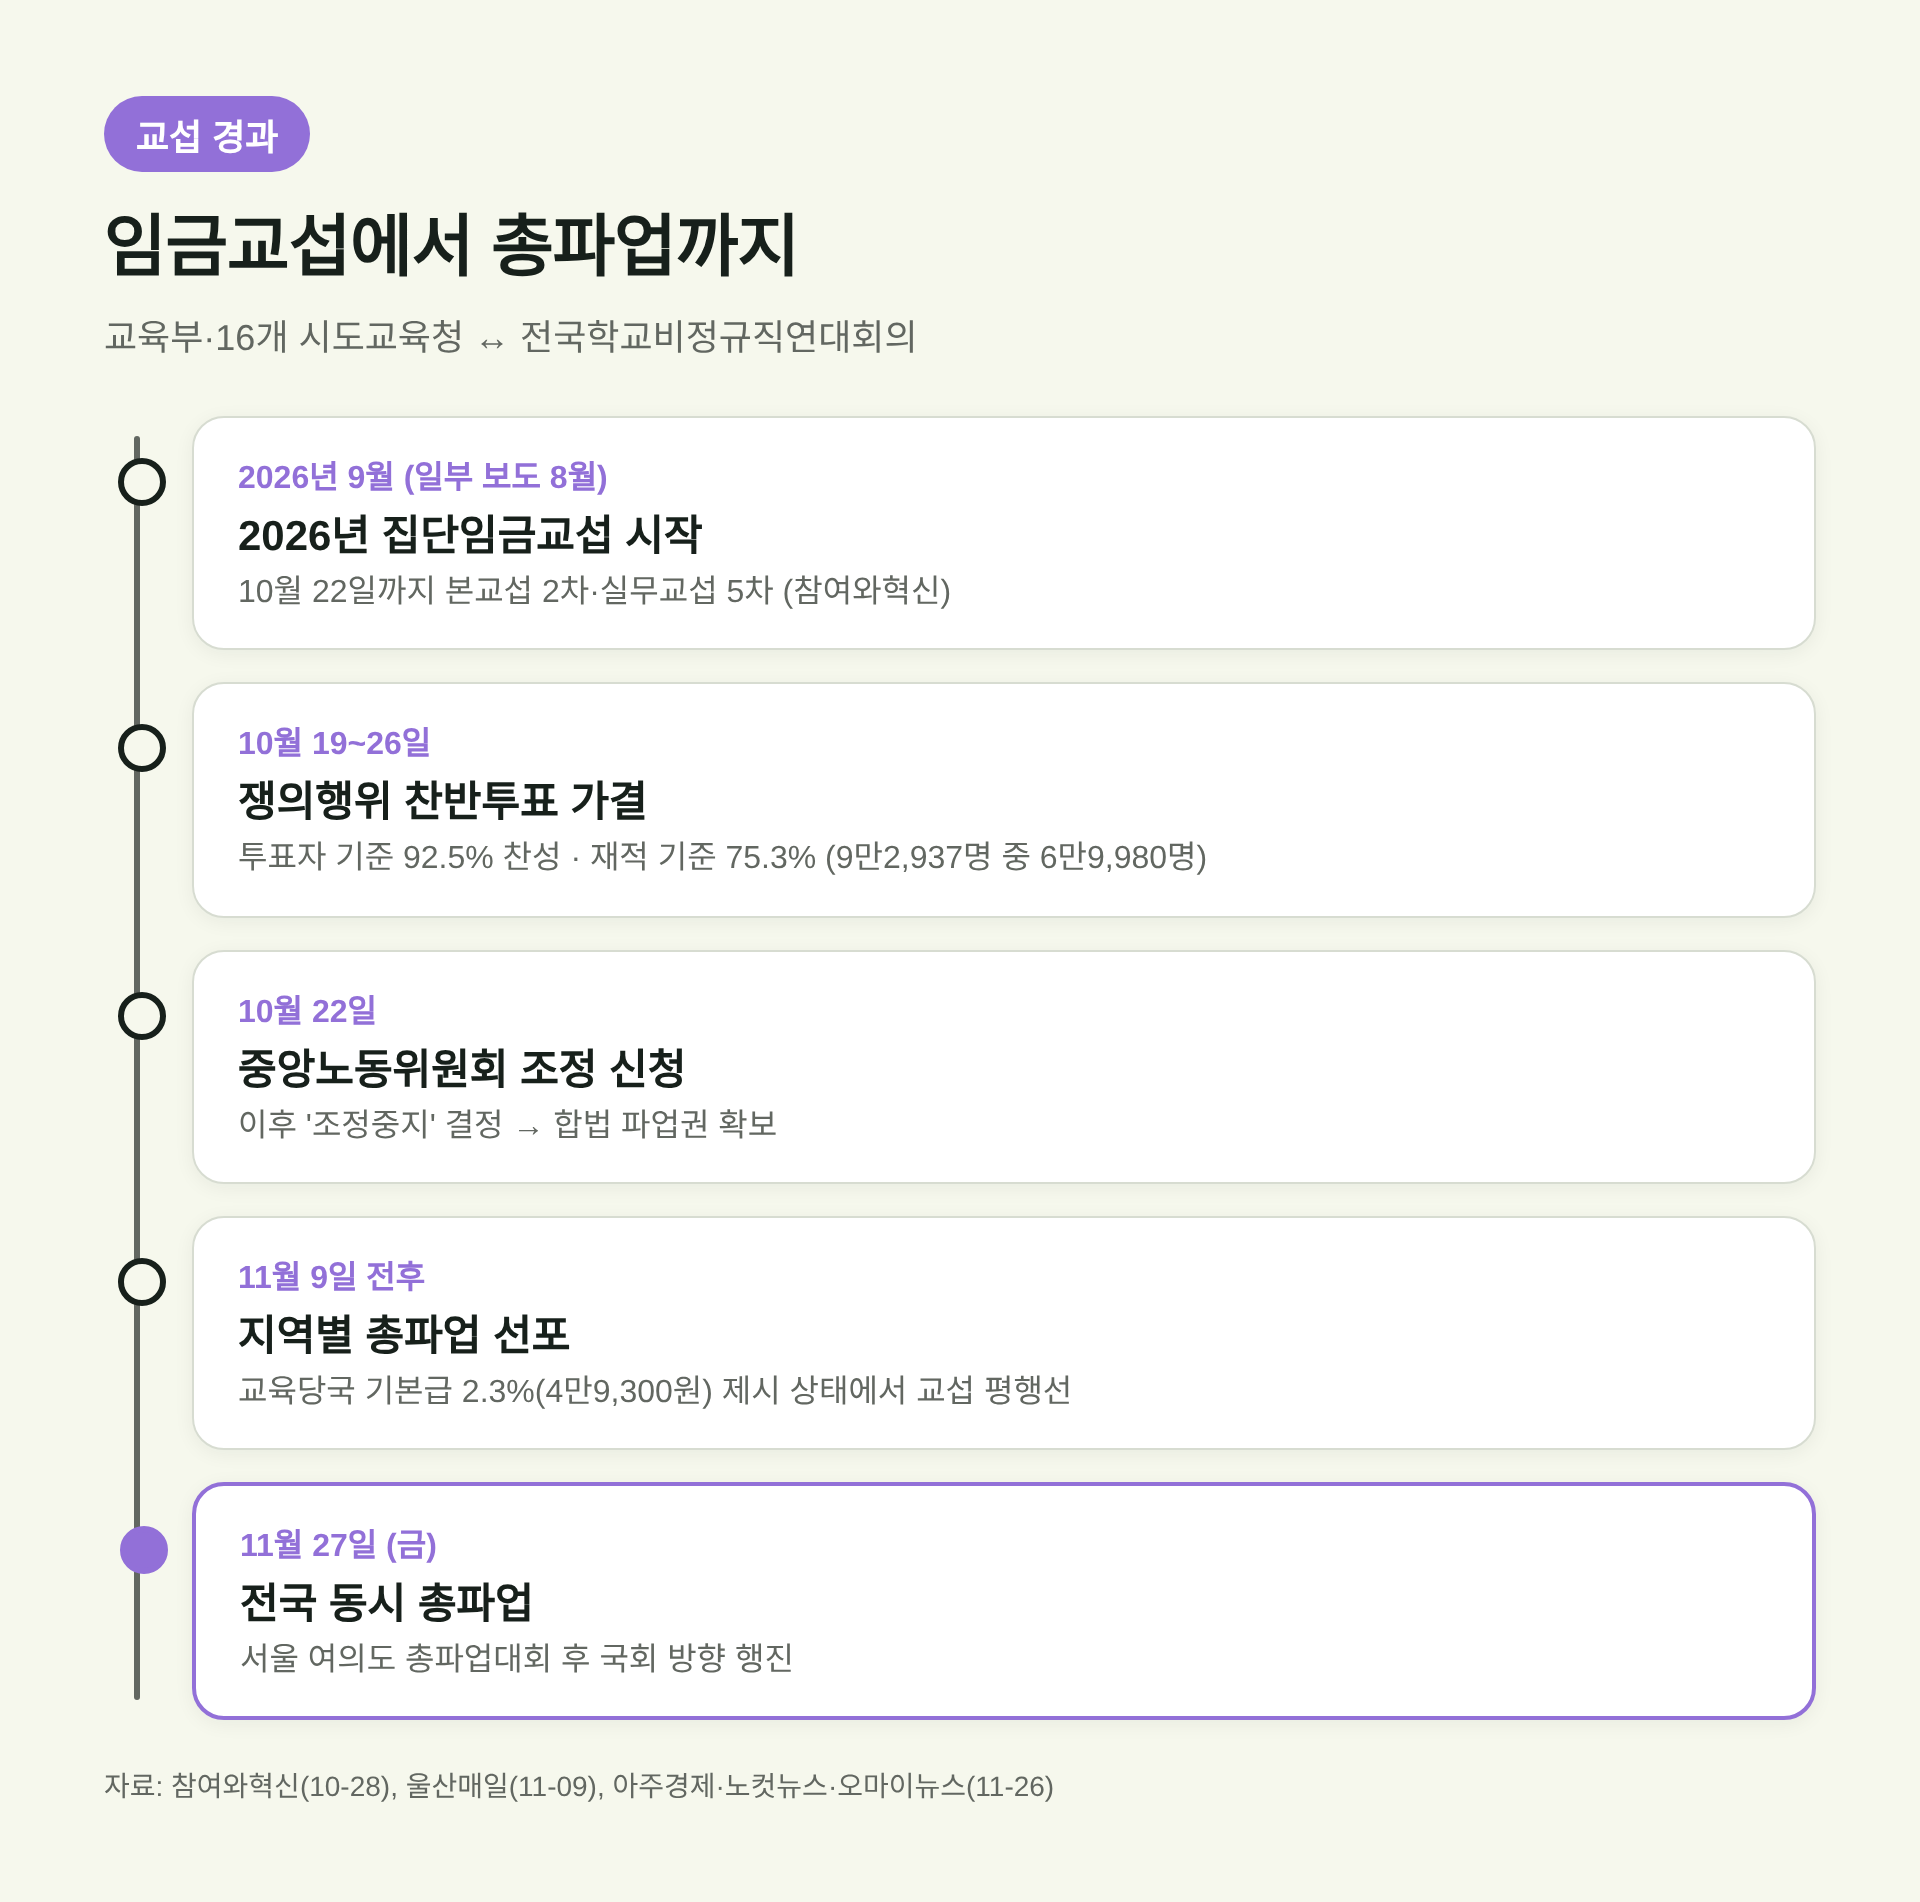 교섭 경과
임금교섭에서 총파업까지
교육부·16개 시도교육청 ↔ 전국학교비정규직연대회의
2026년 9월 (일부 보도 8월)
2026년 집단임금교섭 시작
10월 22일까지 본교섭 2차·실무교섭 5차 (참여와혁신)
10월 19~26일
쟁의행위 찬반투표 가결
투표자 기준 92.5% 찬성 · 재적 기준 75.3% (9만2,937명 중 6만9,980명)
10월 22일
중앙노동위원회 조정 신청
이후 '조정중지' 결정 → 합법 파업권 확보
11월 9일 전후
지역별 총파업 선포
교육당국 기본급 2.3%(4만9,300원) 제시 상태에서 교섭 평행선
11월 27일 (금)
전국 동시 총파업
서울 여의도 총파업대회 후 국회 방향 행진
자료: 참여와혁신(10-28), 울산매일(11-09), 아주경제·노컷뉴스·오마이뉴스(11-26)